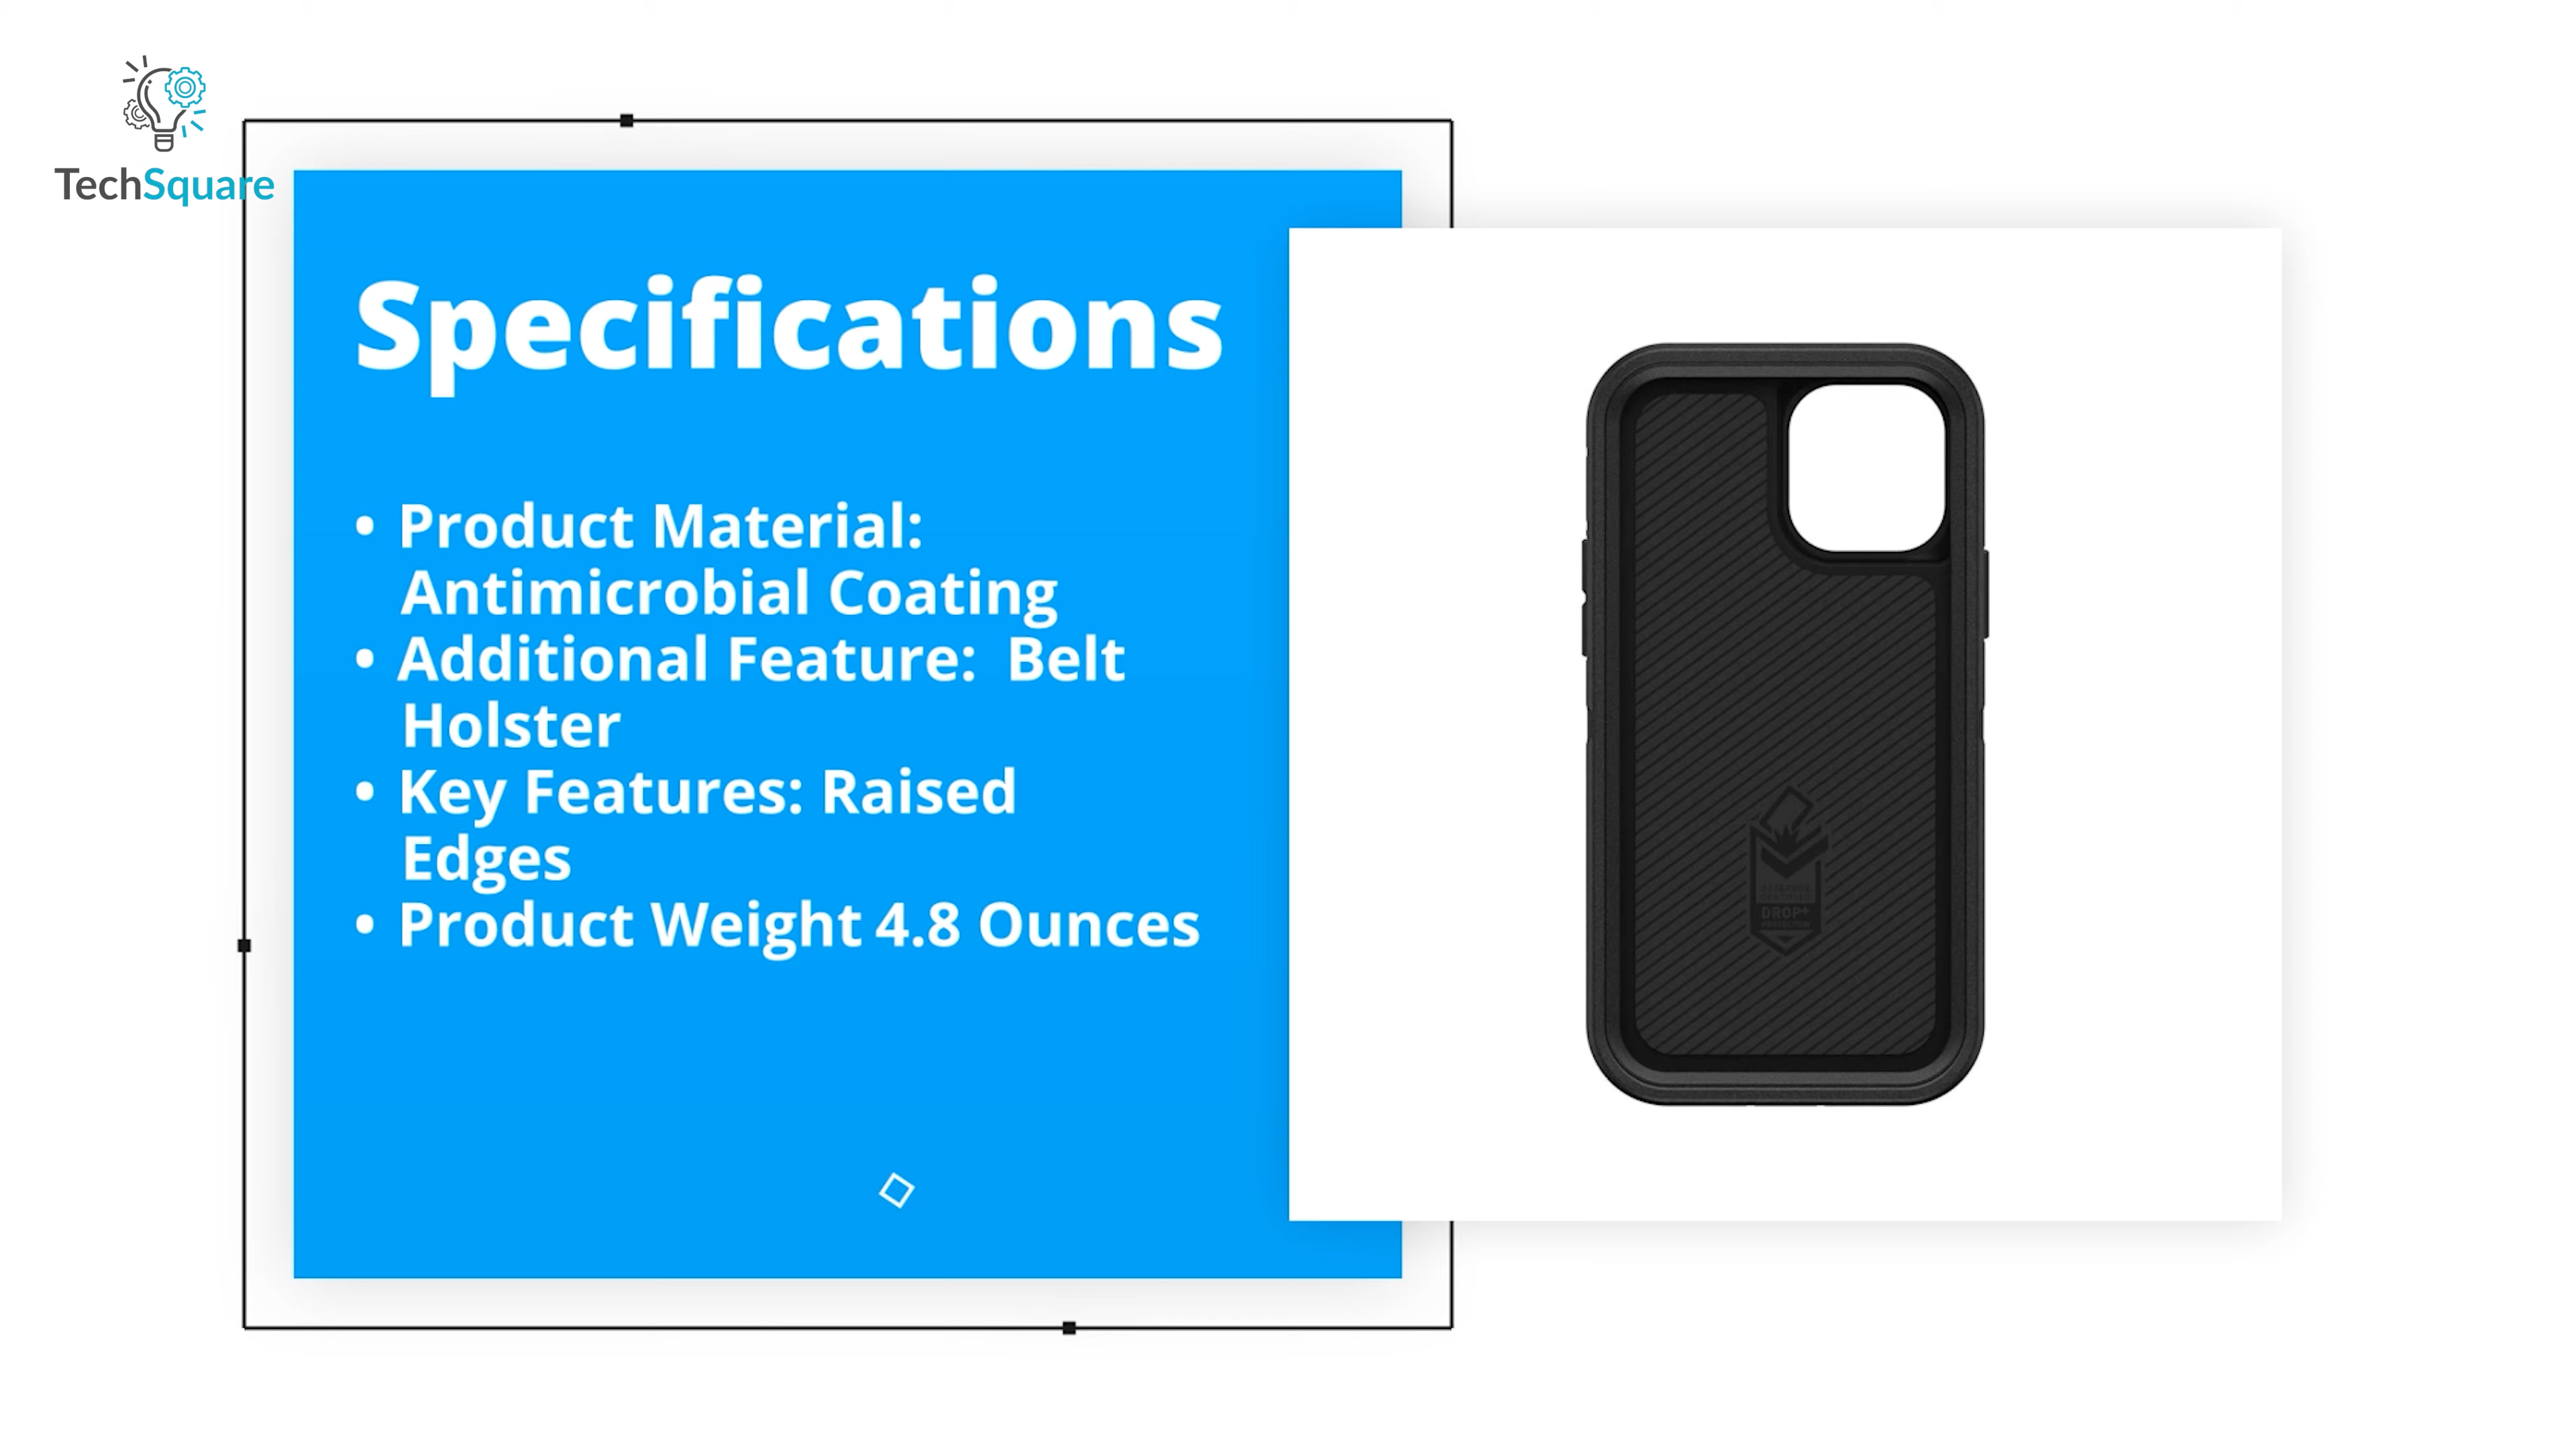 TechSquare
Specifications
• Product Material:
Antimicrobial Coating
• Additional Feature:  Belt
Holster
• Key Features: Raised
Edges
• Product Weight 4.8 Ounces
DROP+